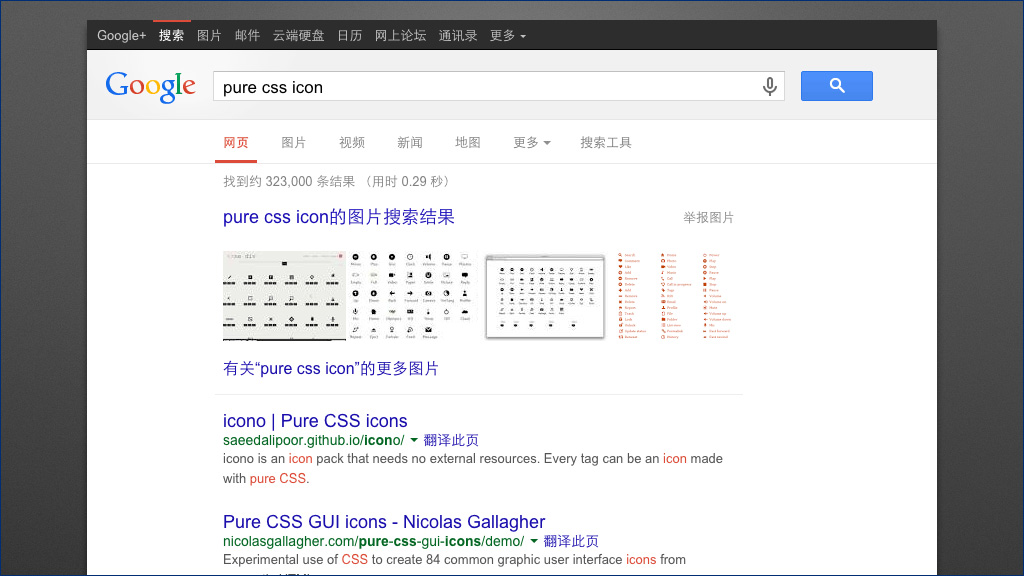 Google+ 搜索 图片 邮件 云端硬盘 日历 网上论坛 通讯录 更多
Google
pure css icon
网页 图片 视频 新闻 地图 更多 搜索工具
找到约 323,000 条结果 （用时 0.29 秒）
pure css icon的图片搜索结果 举报图片
有关“pure css icon”的更多图片
icono | Pure CSS icons
saeedalipoor.github.io/icono/ 翻译此页
icono is an icon pack that needs no external resources. Every tag can be an icon made
with pure CSS.
Pure CSS GUI icons - Nicolas Gallagher
nicolasgallagher.com/pure-css-gui-icons/demo/ 翻译此页
Experimental use of CSS to create 84 common graphic user interface icons from